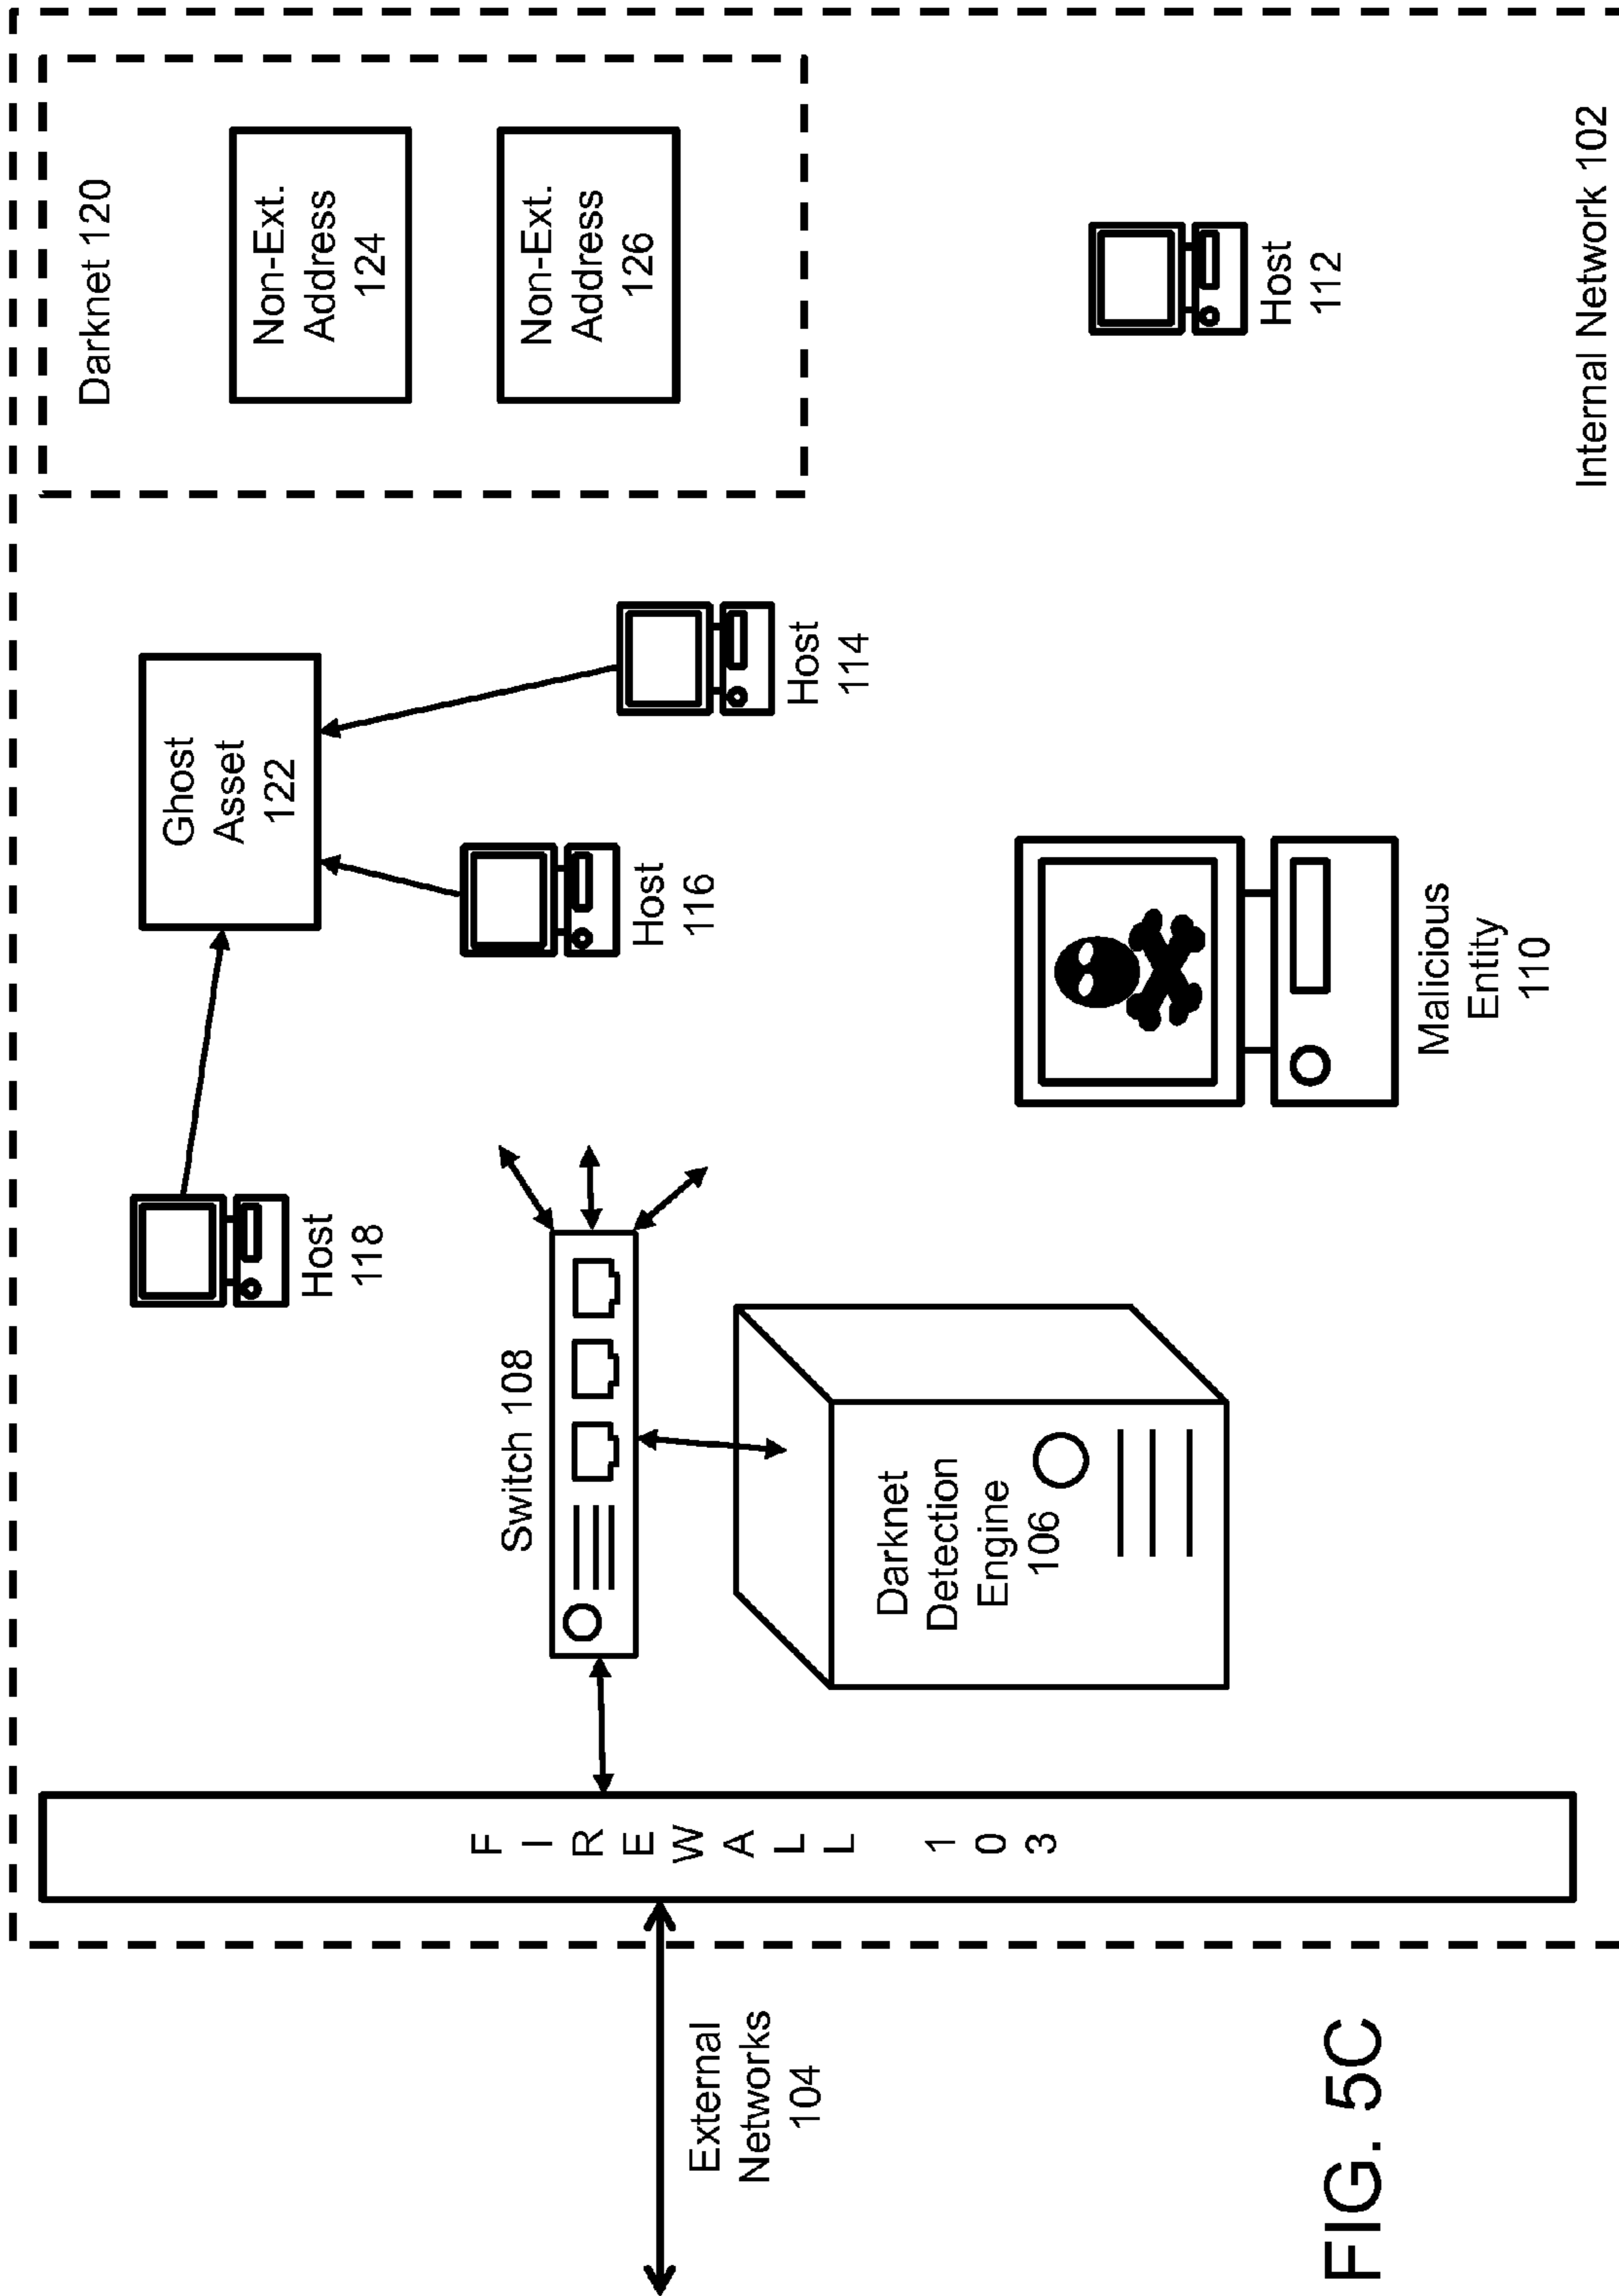 Darknet 120
Non-Ext.
Address
124
Non-Ext.
Address
126
Ghost
Asset
122
Host
118
Host
116
Host
114
Host
112
Switch 108
Darknet
Detection
Engine
106
Malicious
Entity
110
FIREWALL 103
External
Networks
104
Internal Network 102
FIG. 5C